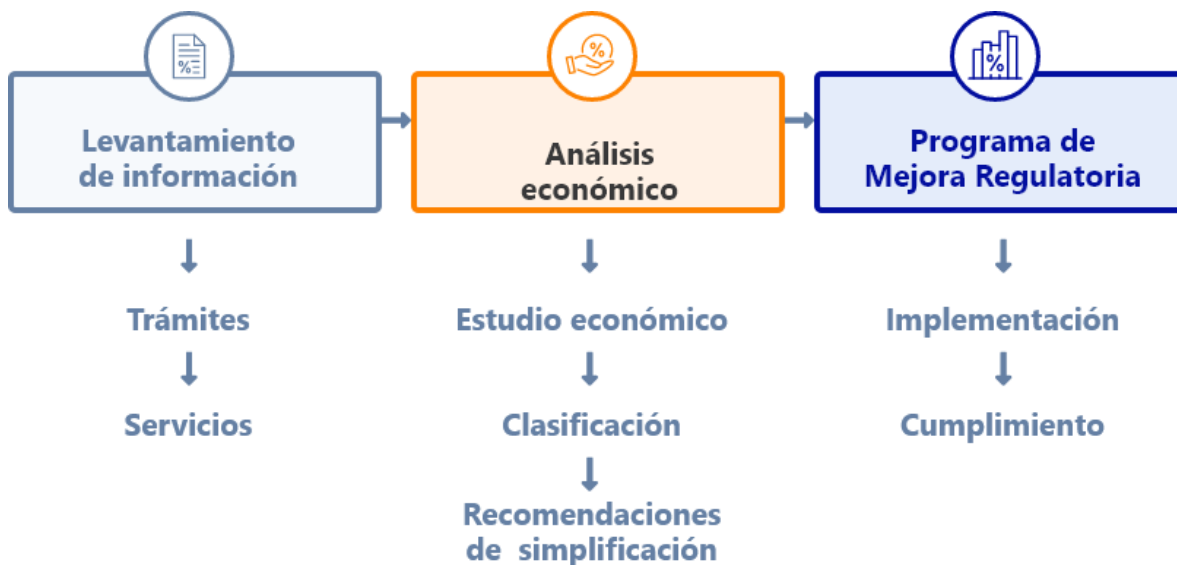 Levantamiento
de información
Trámites
Servicios
Análisis
económico
Estudio económico
Clasificación
Recomendaciones
de simplificación
Programa de
Mejora Regulatoria
Implementación
Cumplimiento
%
%
%